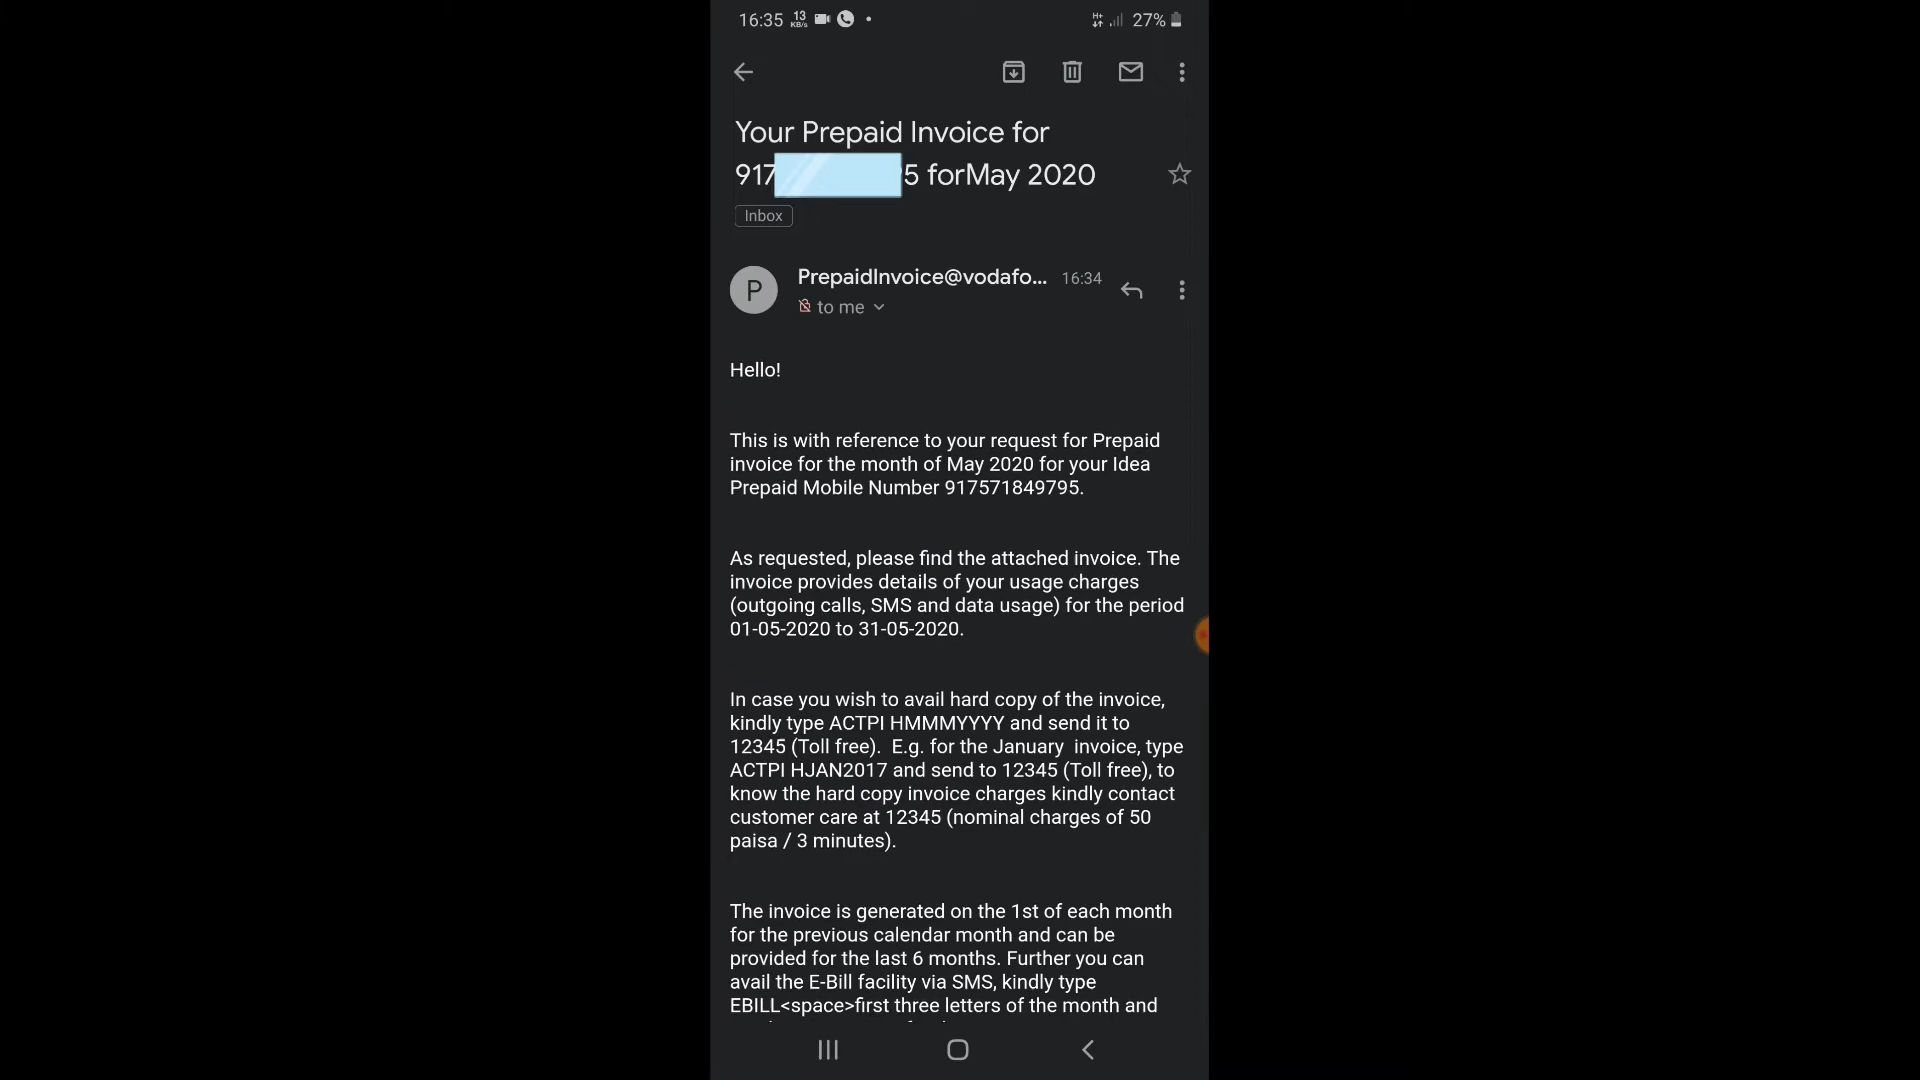 16:35 13 KB/s H+ 27%
Your Prepaid Invoice for
917 5 forMay 2020
Inbox
P
PrepaidInvoice@vodafo... 16:34
to me
Hello!
This is with reference to your request for Prepaid
invoice for the month of May 2020 for your Idea
Prepaid Mobile Number 917571849795.
As requested, please find the attached invoice. The
invoice provides details of your usage charges
(outgoing calls, SMS and data usage) for the period
01-05-2020 to 31-05-2020.
In case you wish to avail hard copy of the invoice,
kindly type ACTPI HMMMYYYY and send it to
12345 (Toll free).  E.g. for the January  invoice, type
ACTPI HJAN2017 and send to 12345 (Toll free), to
know the hard copy invoice charges kindly contact
customer care at 12345 (nominal charges of 50
paisa / 3 minutes).
The invoice is generated on the 1st of each month
for the previous calendar month and can be
provided for the last 6 months. Further you can
avail the E-Bill facility via SMS, kindly type
EBILL<space>first three letters of the month and